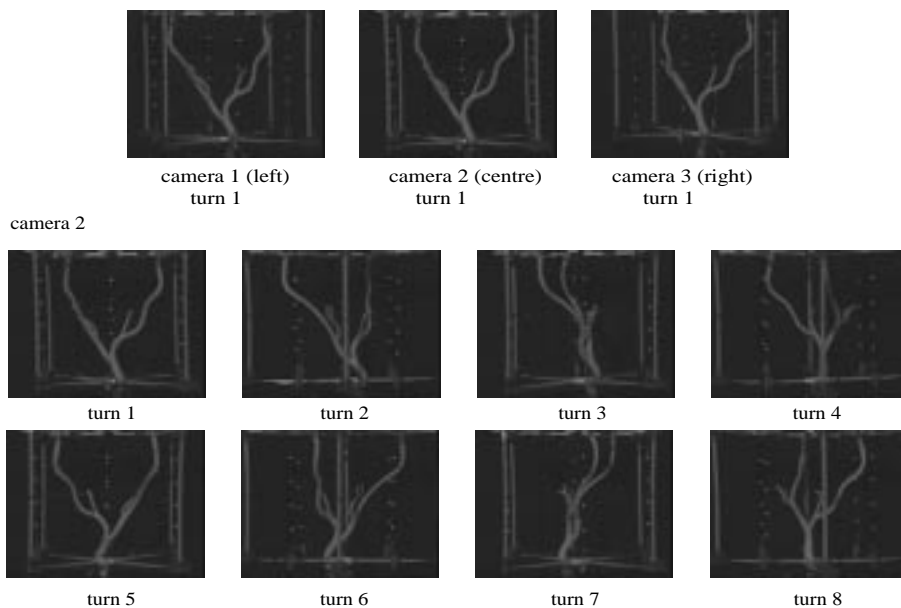 camera 1 (left)
turn 1
camera 2 (centre)
turn 1
camera 3 (right)
turn 1
camera 2
turn 1
turn 2
turn 3
turn 4
turn 5
turn 6
turn 7
turn 8